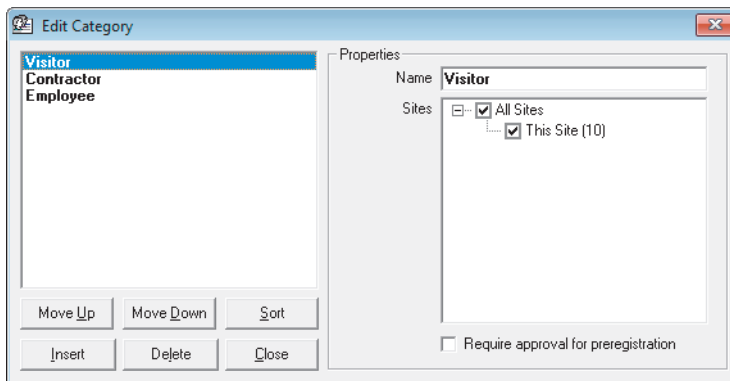 Edit Category
Visitor
Contractor
Employee
Move Up Move Down Sort
Insert Delete Close
Properties
Name Visitor
Sites All Sites
This Site (10)
Require approval for preregistration